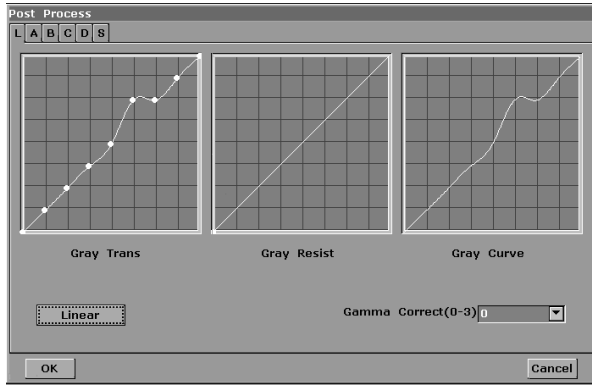 Post Process
L A B C D S
Gray Trans Gray Resist Gray Curve
Linear Gamma Correct(0-3) 0
OK Cancel